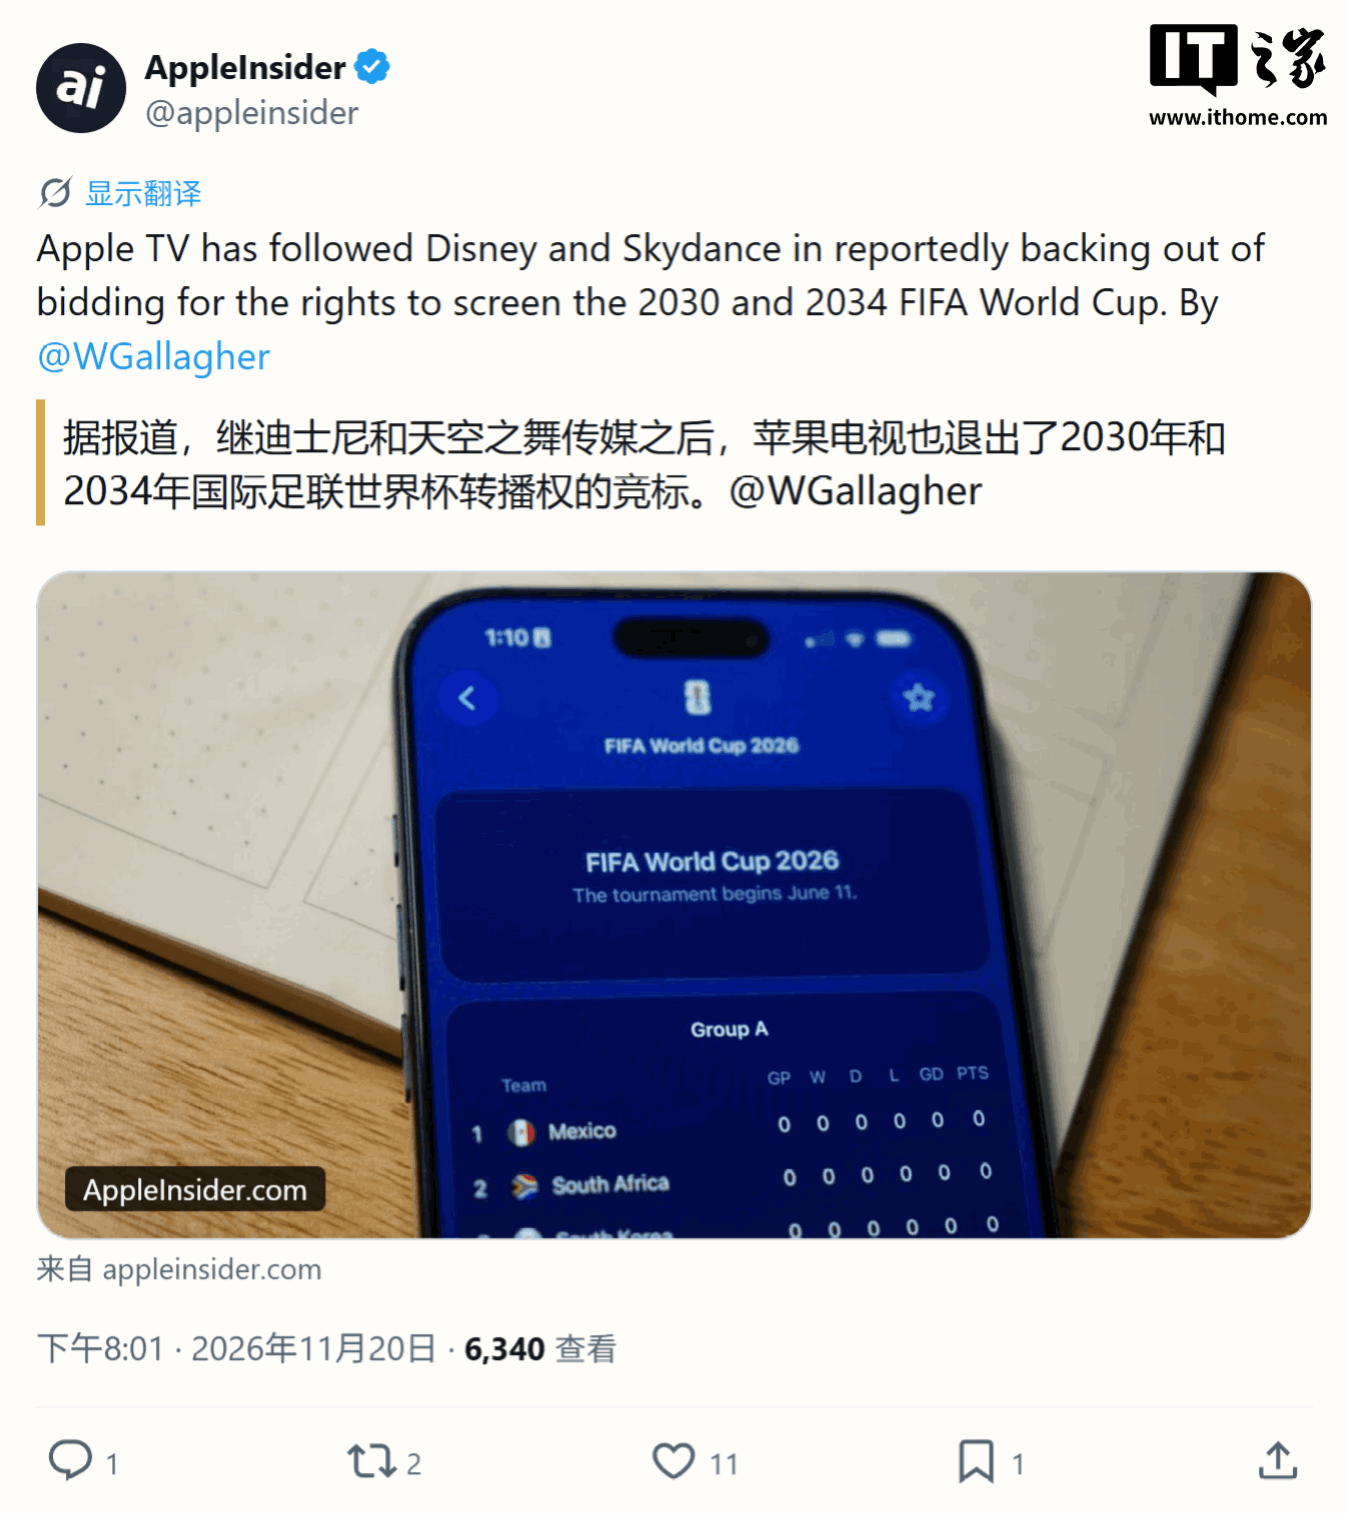 AppleInsider
@appleinsider
IT之家
www.ithome.com
显示翻译
Apple TV has followed Disney and Skydance in reportedly backing out of
bidding for the rights to screen the 2030 and 2034 FIFA World Cup. By
@WGallagher
据报道，继迪士尼和天空之舞传媒之后，苹果电视也退出了2030年和
2034年国际足联世界杯转播权的竞标。@WGallagher
1:10
FIFA World Cup 2026
FIFA World Cup 2026
The tournament begins June 11.
Group A
Team GP W D L GD PTS
1 Mexico 0 0 0 0 0 0
2 South Africa 0 0 0 0 0 0
South Korea 0 0 0 0 0 0
AppleInsider.com
来自 appleinsider.com
下午8:01 · 2026年11月20日 · 6,340 查看
1 2 11 1